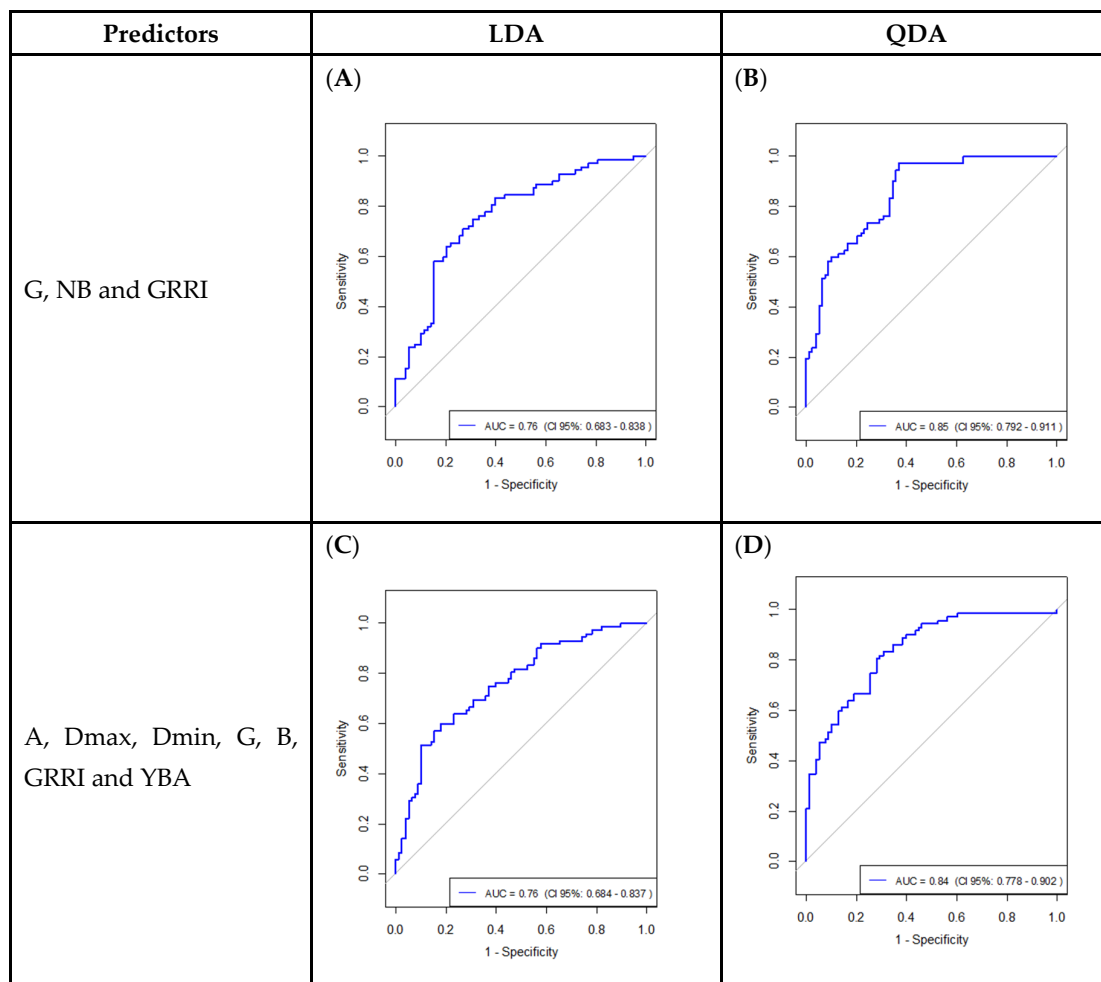 Predictors
LDA
QDA
G, NB and GRRI
(A)
Sensitivity
1.0
0.8
0.6
0.4
0.2
0.0
AUC = 0.76 (CI 95%: 0.683 - 0.838 )
0.0 0.2 0.4 0.6 0.8 1.0
1 - Specificity
(B)
Sensitivity
1.0
0.8
0.6
0.4
0.2
0.0
AUC = 0.85 (CI 95%: 0.792 - 0.911 )
0.0 0.2 0.4 0.6 0.8 1.0
1 - Specificity
A, Dmax, Dmin, G, B,
GRRI and YBA
(C)
Sensitivity
1.0
0.8
0.6
0.4
0.2
0.0
AUC = 0.76 (CI 95%: 0.684 - 0.837 )
0.0 0.2 0.4 0.6 0.8 1.0
1 - Specificity
(D)
Sensitivity
1.0
0.8
0.6
0.4
0.2
0.0
AUC = 0.84 (CI 95%: 0.778 - 0.902 )
0.0 0.2 0.4 0.6 0.8 1.0
1 - Specificity